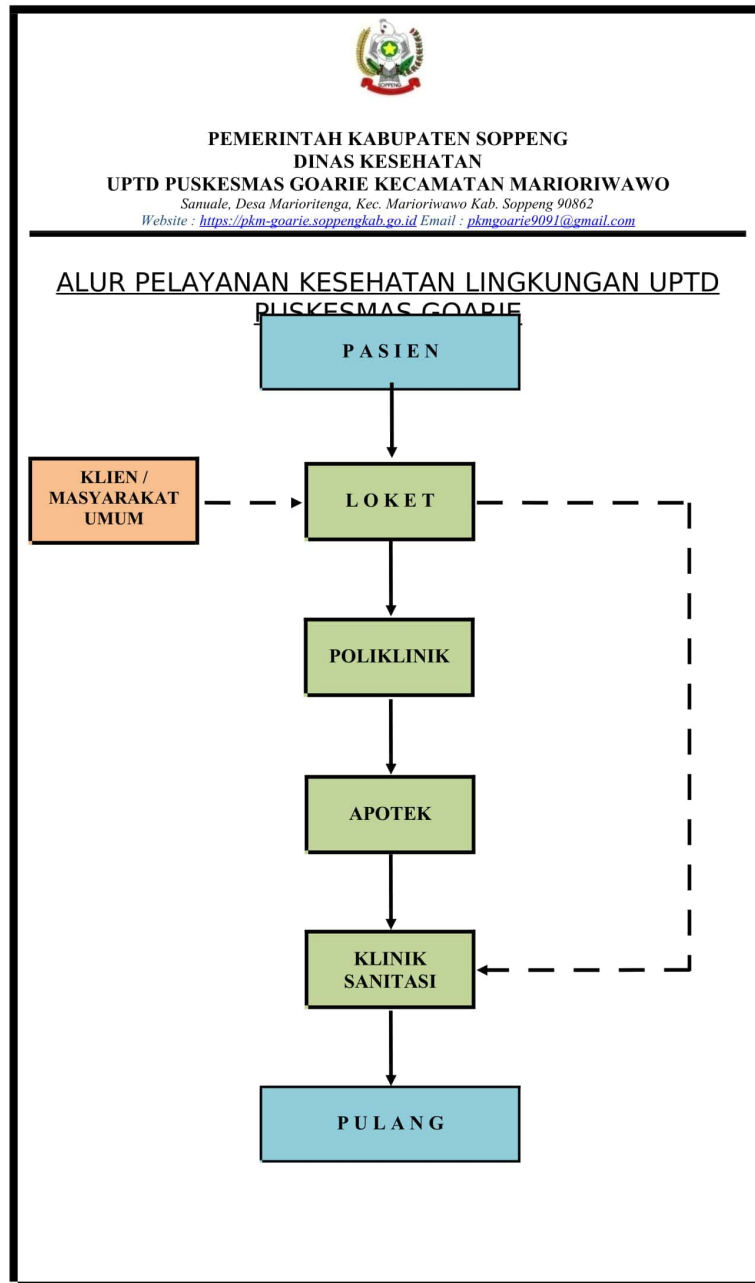 SOPPENG
PEMERINTAH KABUPATEN SOPPENG
DINAS KESEHATAN
UPTD PUSKESMAS GOARIE KECAMATAN MARIORIWAWO
Sanuale, Desa Marioritenga, Kec. Marioriwawo Kab. Soppeng 90862
Website : https://pkm-goarie.soppengkab.go.id Email : pkmgoarie9091@gmail.com
ALUR PELAYANAN KESEHATAN LINGKUNGAN UPTD
PUSKESMAS GOARIE
P A S I E N
KLIEN /
MASYARAKAT
UMUM
L O K E T
POLIKLINIK
APOTEK
KLINIK
SANITASI
P U L A N G